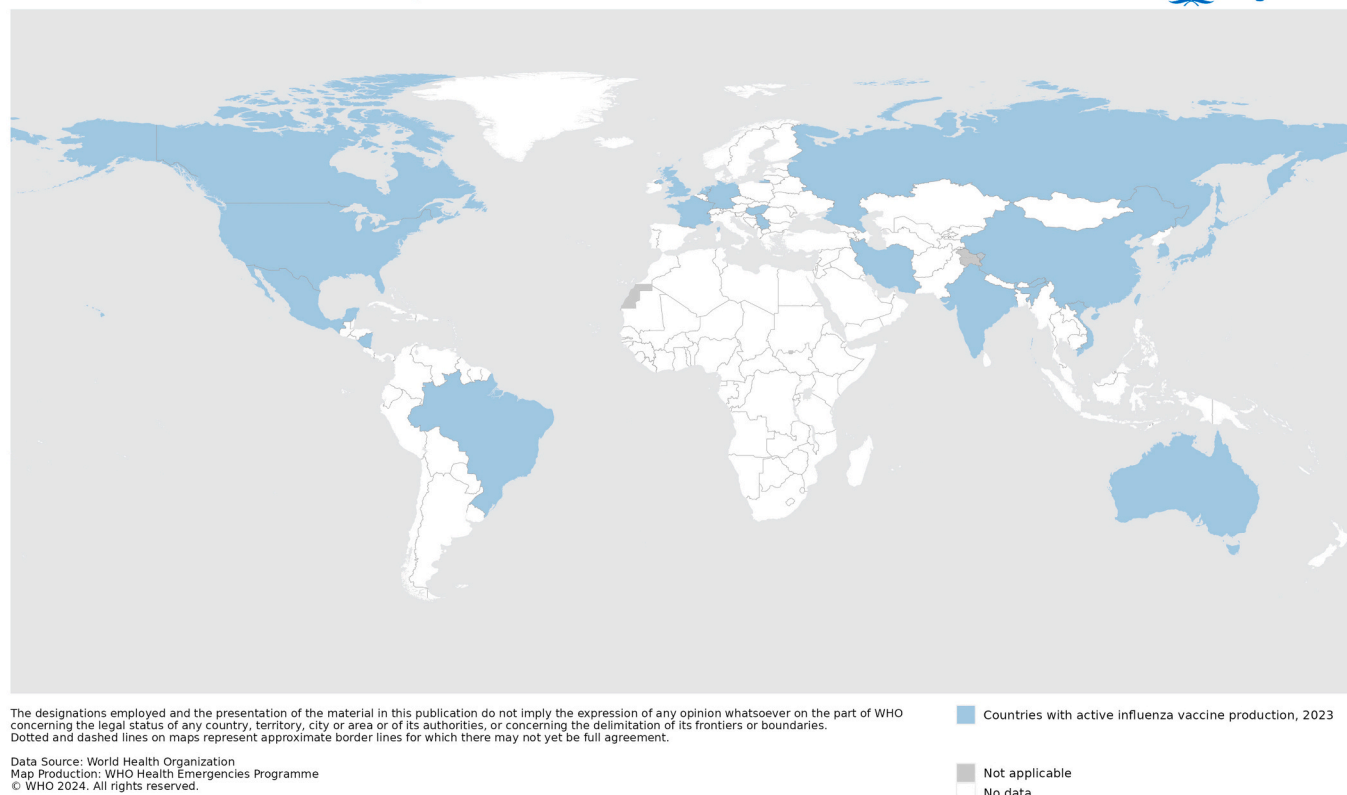 The designations employed and the presentation of the material in this publication do not imply the expression of any opinion whatsoever on the part of WHO
concerning the legal status of any country, territory, city or area or of its authorities, or concerning the delimitation of its frontiers or boundaries.
Dotted and dashed lines on maps represent approximate border lines for which there may not yet be full agreement.
Data Source: World Health Organization
Map Production: WHO Health Emergencies Programme
© WHO 2024. All rights reserved.
Countries with active influenza vaccine production, 2023
Not applicable
No data